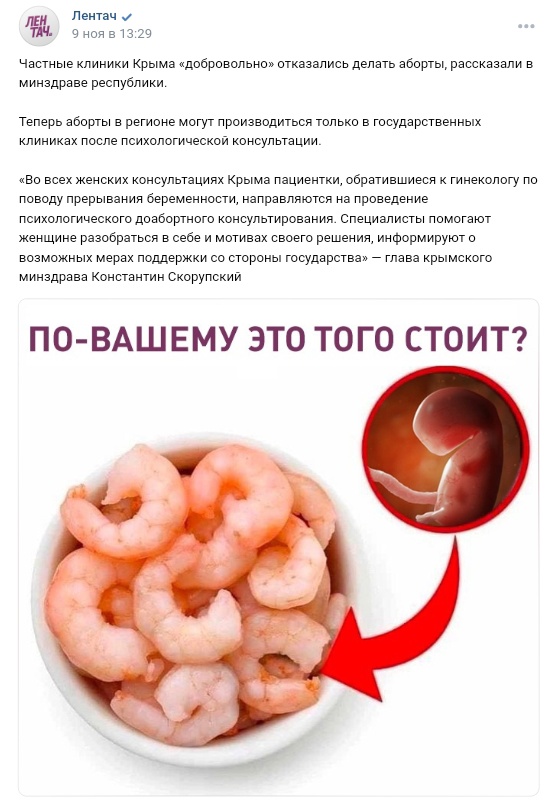 ЛЕН
ТАЧ.
Лентач
9 ноя в 13:29
Частные клиники Крыма «добровольно» отказались делать аборты, рассказали в
минздраве республики.
Теперь аборты в регионе могут производиться только в государственных
клиниках после психологической консультации.
«Во всех женских консультациях Крыма пациентки, обратившиеся к гинекологу по
поводу прерывания беременности, направляются на проведение
психологического доабортного консультирования. Специалисты помогают
женщине разобраться в себе и мотивах своего решения, информируют о
возможных мерах поддержки со стороны государства» — глава крымского
минздрава Константин Скорупский
ПО-ВАШЕМУ ЭТО ТОГО СТОИТ?